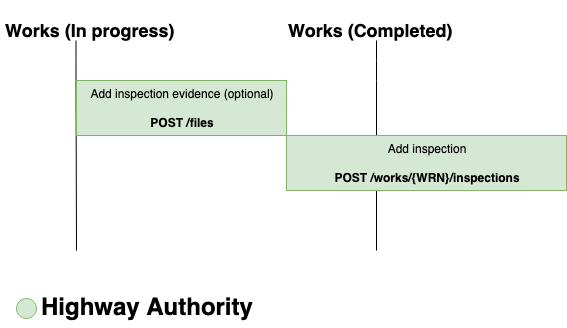 Works (In progress)
Works (Completed)
Add inspection evidence (optional)
POST /files
Add inspection
POST /works/{WRN}/inspections
Highway Authority